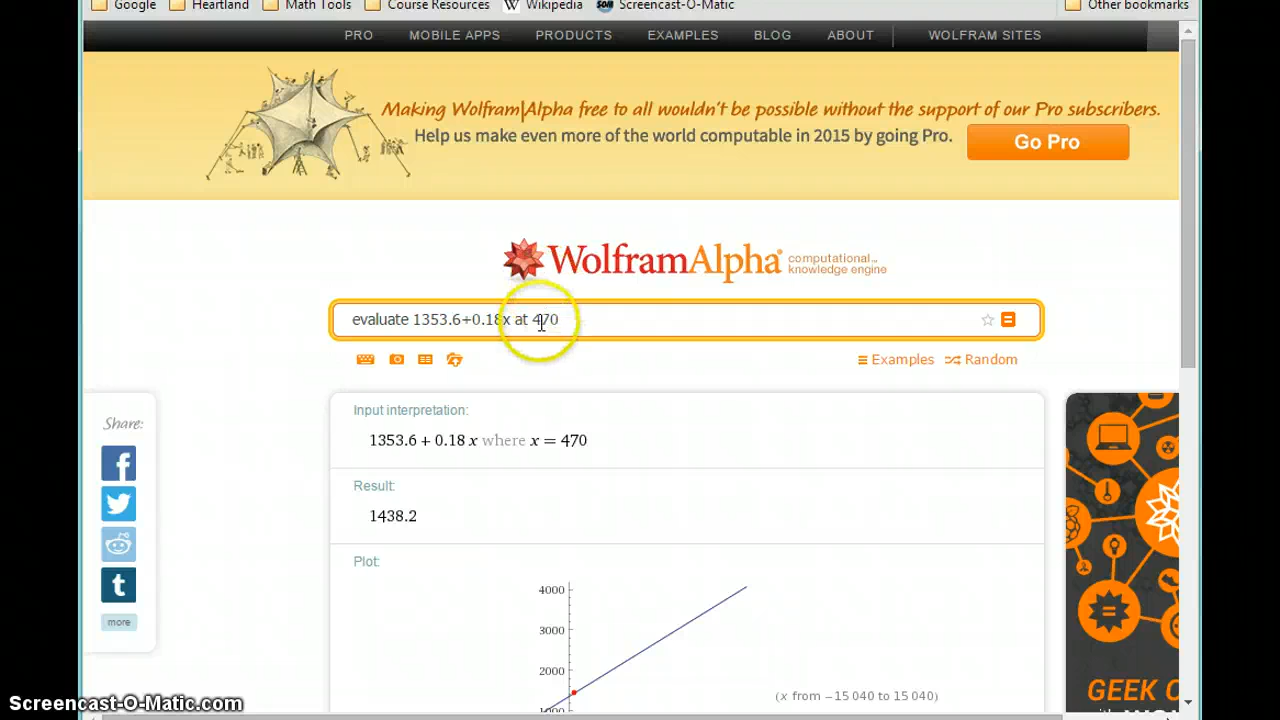 Google Heartland Math Tools Course Resources W Wikipedia SOM Screencast-O-Matic Other bookmarks
PRO MOBILE APPS PRODUCTS EXAMPLES BLOG ABOUT WOLFRAM SITES
Making Wolfram|Alpha free to all wouldn't be possible without the support of our Pro subscribers.
Help us make even more of the world computable in 2015 by going Pro.
Go Pro
WolframAlpha computational...
knowledge engine
evaluate 1353.6+0.18x at 470
Examples Random
Share:
more
Input interpretation:
1353.6 + 0.18 x where x = 470
Result:
1438.2
Plot:
4000
3000
2000
(x from −15 040 to 15 040)
GEEK
Screencast-O-Matic.com